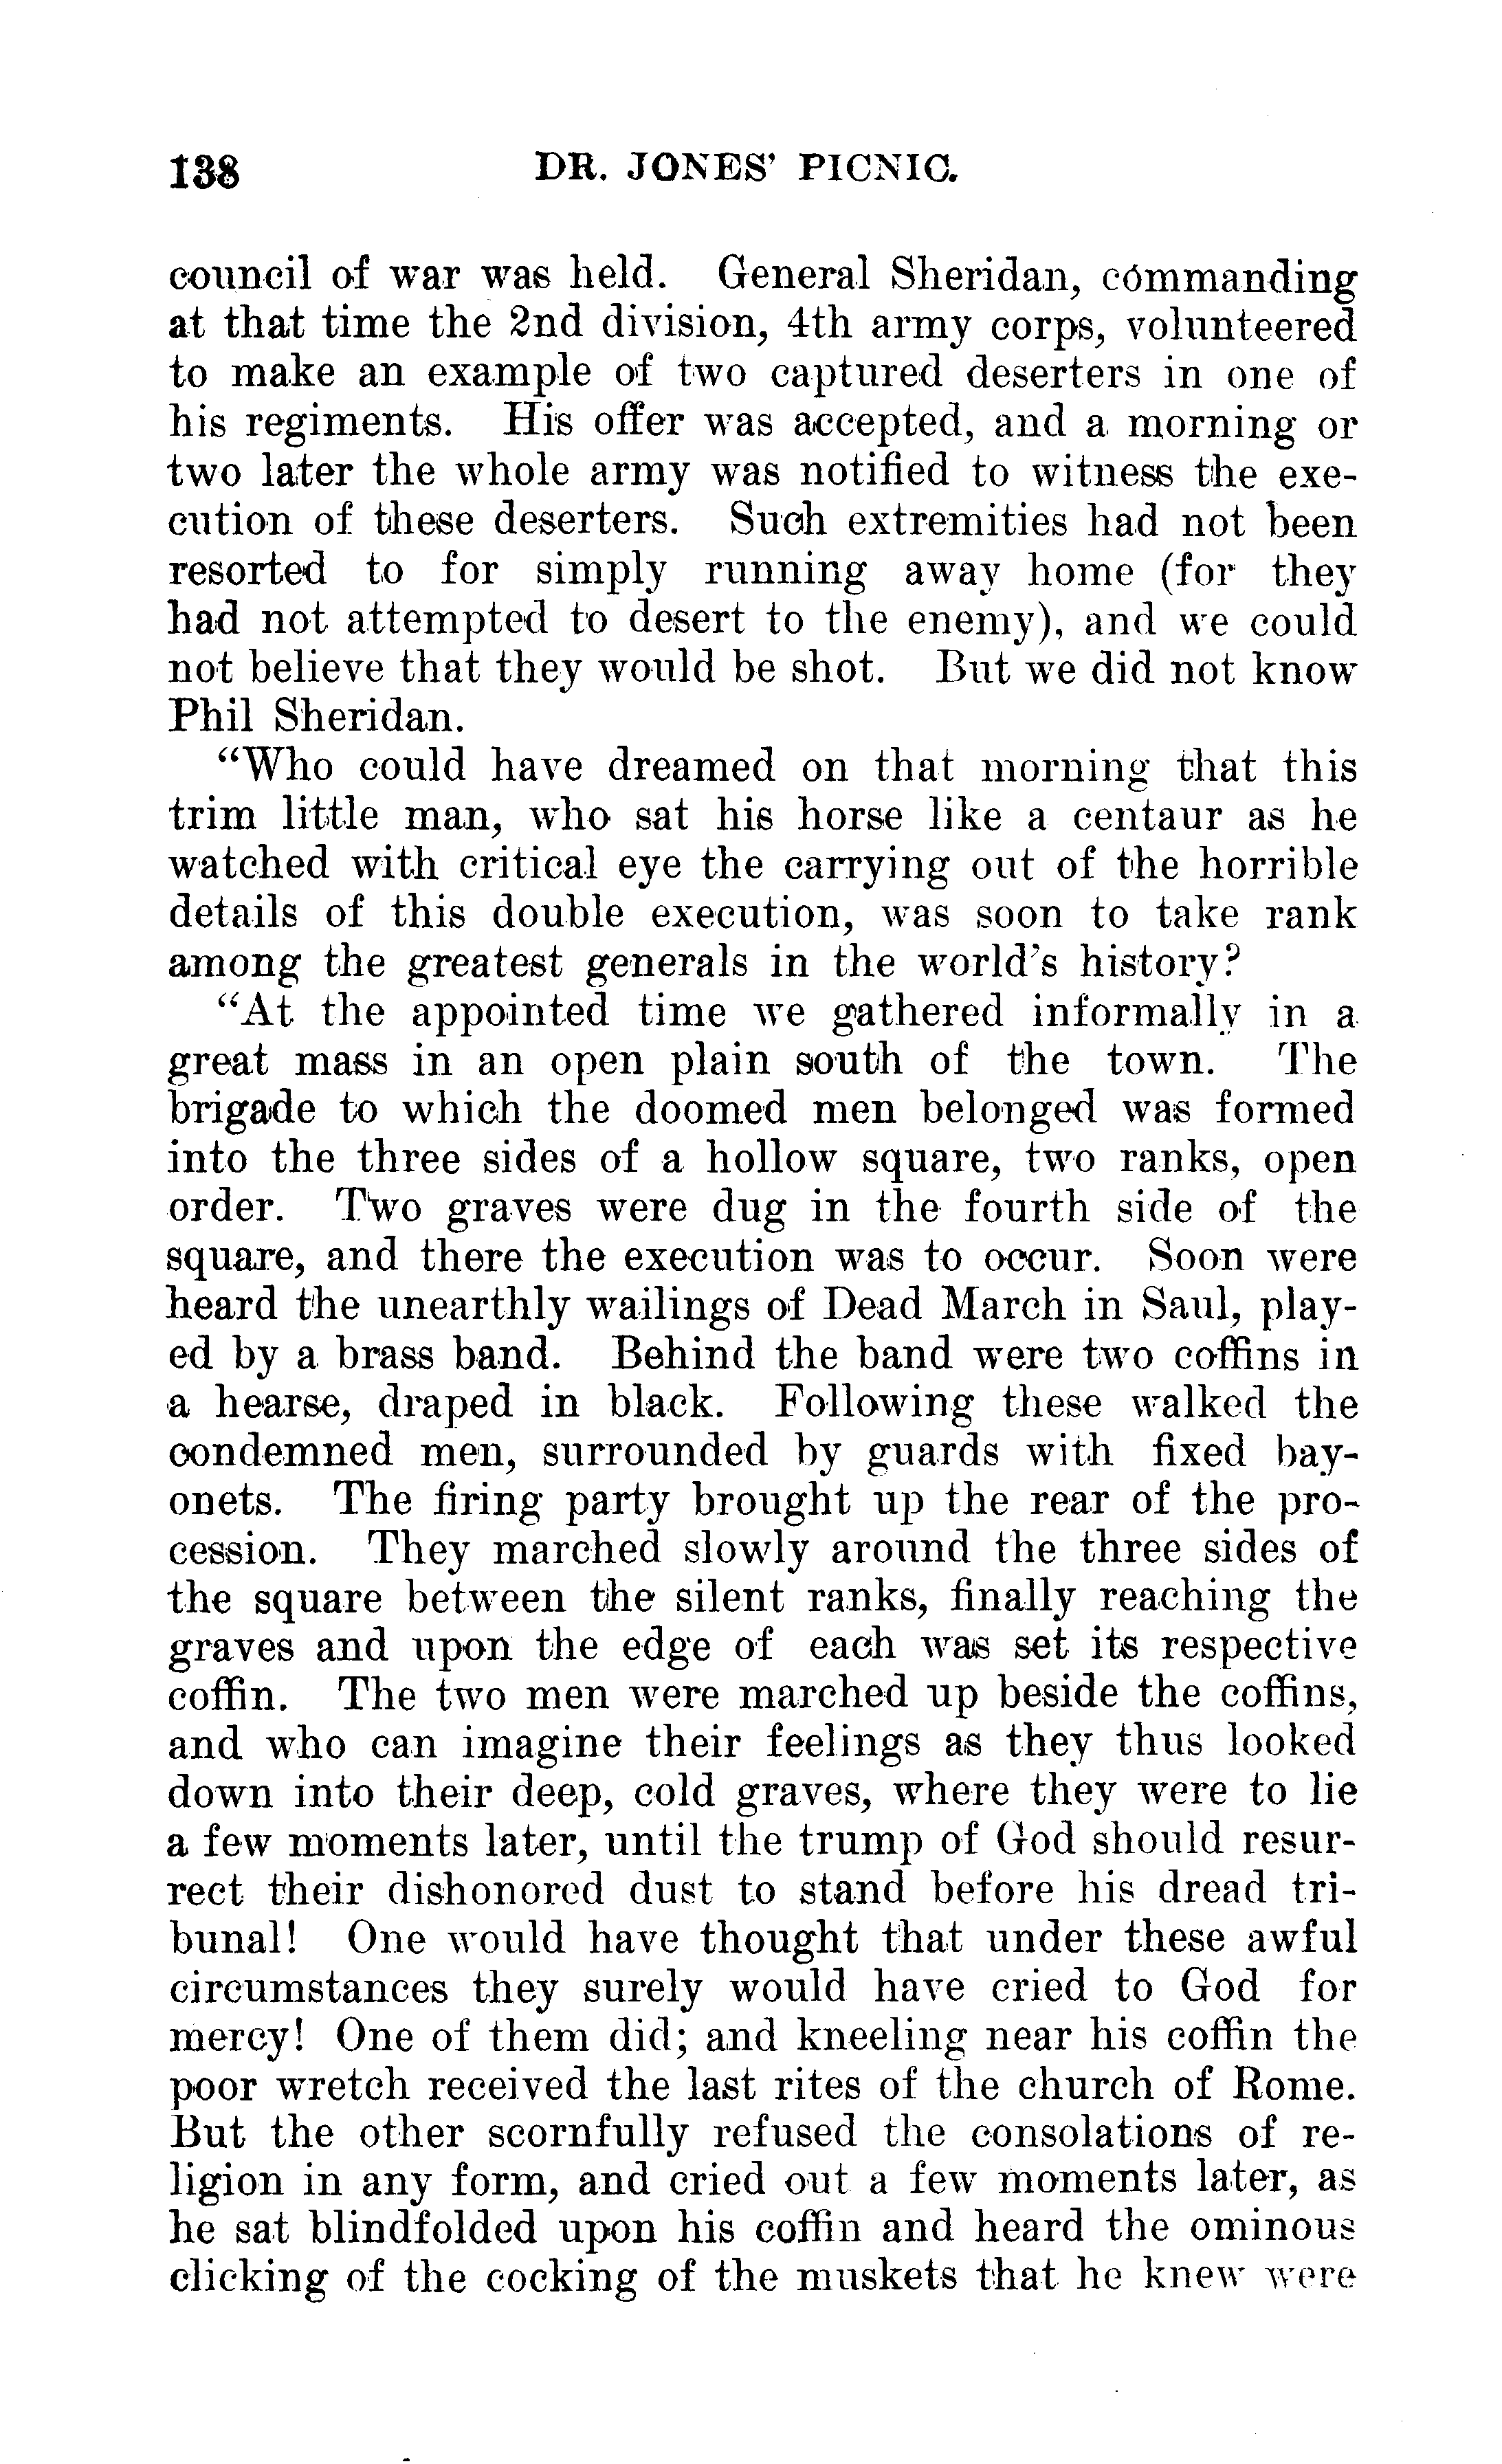 138 DR. JONES' PICNIC.
council of war was held. General Sheridan, commanding
at that time the 2nd division, 4th army corps, volunteered
to make an example of two captured deserters in one of
his regiments. His offer was accepted, and a morning or
two later the whole army was notified to witness the exe-
cution of these deserters. Such extremities had not been
resorted to for simply running away home (for they
had not attempted to desert to the enemy), and we could
not believe that they would be shot. But we did not know
Phil Sheridan.
"Who could have dreamed on that morning that this
trim little man, who sat his horse like a centaur as he
watched with critical eye the carrying out of the horrible
details of this double execution, was soon to take rank
among the greatest generals in the world's history?
"At the appointed time we gathered informally in a
great mass in an open plain south of the town. The
brigade to which the doomed men belonged was formed
into the three sides of a hollow square, two ranks, open
order. Two graves were dug in the fourth side of the
square, and there the execution was to occur. Soon were
heard the unearthly wailings of Dead March in Saul, play-
ed by a brass band. Behind the band were two coffins in
a hearse, draped in black. Following these walked the
condemned men, surrounded by guards with fixed bay-
onets. The firing party brought up the rear of the pro-
cession. They marched slowly around the three sides of
the square between the silent ranks, finally reaching the
graves and upon the edge of each was set its respective
coffin. The two men were marched up beside the coffins,
and who can imagine their feelings as they thus looked
down into their deep, cold graves, where they were to lie
a few moments later, until the trump of God should resur-
rect their dishonored dust to stand before his dread tri-
bunal! One would have thought that under these awful
circumstances they surely would have cried to God for
mercy! One of them did; and kneeling near his coffin the
poor wretch received the last rites of the church of Rome.
But the other scornfully refused the consolations of re-
ligion in any form, and cried out a few moments later, as
he sat blindfolded upon his coffin and heard the ominous
clicking of the cocking of the muskets that he knew were